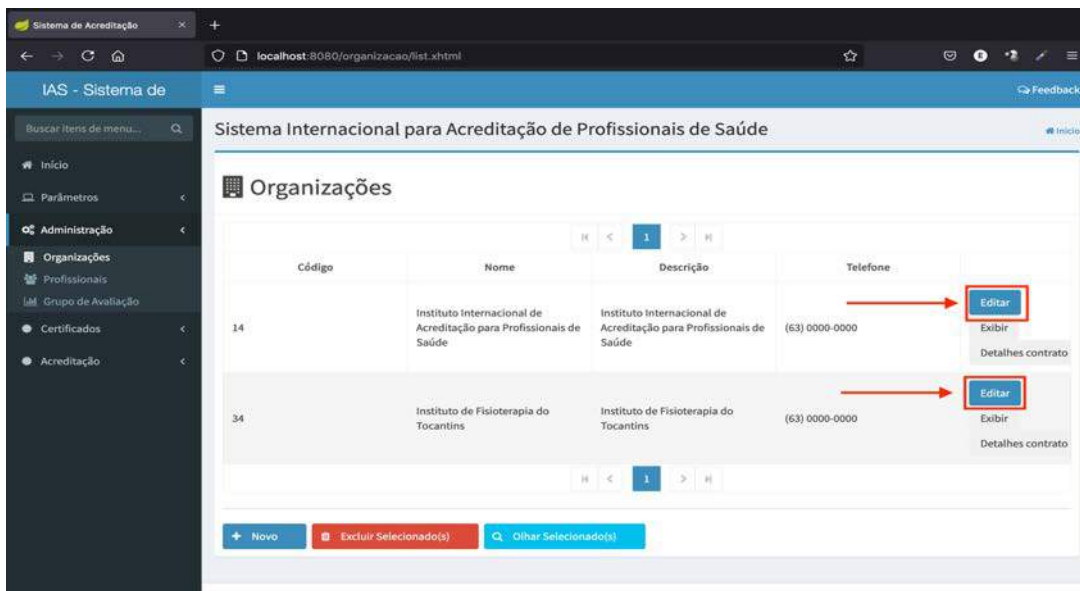 Sistema de Acreditação
localhost:8080/organizacao/list.xhtml
IAS - Sistema de
Feedback
Buscar itens de menu...
Sistema Internacional para Acreditação de Profissionais de Saúde
Início
Início
Parâmetros
Administração
Organizações
Profissionais
Grupo de Avaliação
Certificados
Acreditação
Organizações
1
Código Nome Descrição Telefone
14
Instituto Internacional de
Acreditação para Profissionais de
Saúde
Instituto Internacional de
Acreditação para Profissionais de
Saúde
(63) 0000-0000
Editar
Exibir
Detalhes contrato
34
Instituto de Fisioterapia do
Tocantins
Instituto de Fisioterapia do
Tocantins
(63) 0000-0000
Editar
Exibir
Detalhes contrato
1
Novo
Excluir Selecionado(s)
Olhar Selecionado(s)